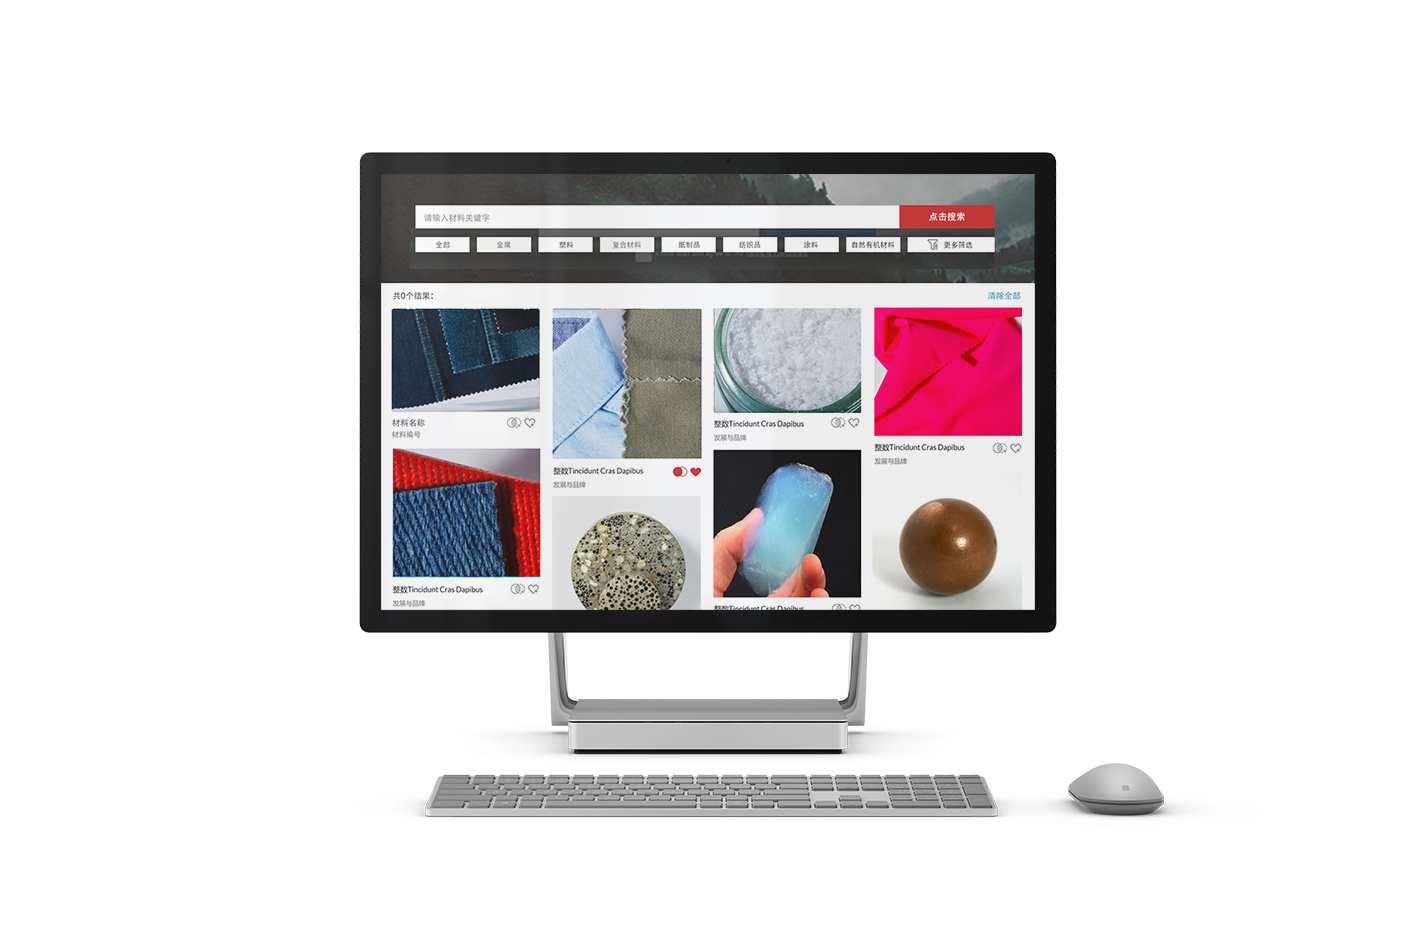 请输入材料关键字
点击搜索
全部
金属
塑料
复合材料
纸制品
纺织品
涂料
自然有机材料
更多筛选
共0个结果：
清除全部
材料名称
材料编号
整数Tincidunt Cras Dapibus
发展与品牌
整数Tincidunt Cras Dapibus
发展与品牌
整数Tincidunt Cras Dapibus
发展与品牌
整数Tincidunt Cras Dapibus
发展与品牌
整数Tincidunt Cras Dapibus